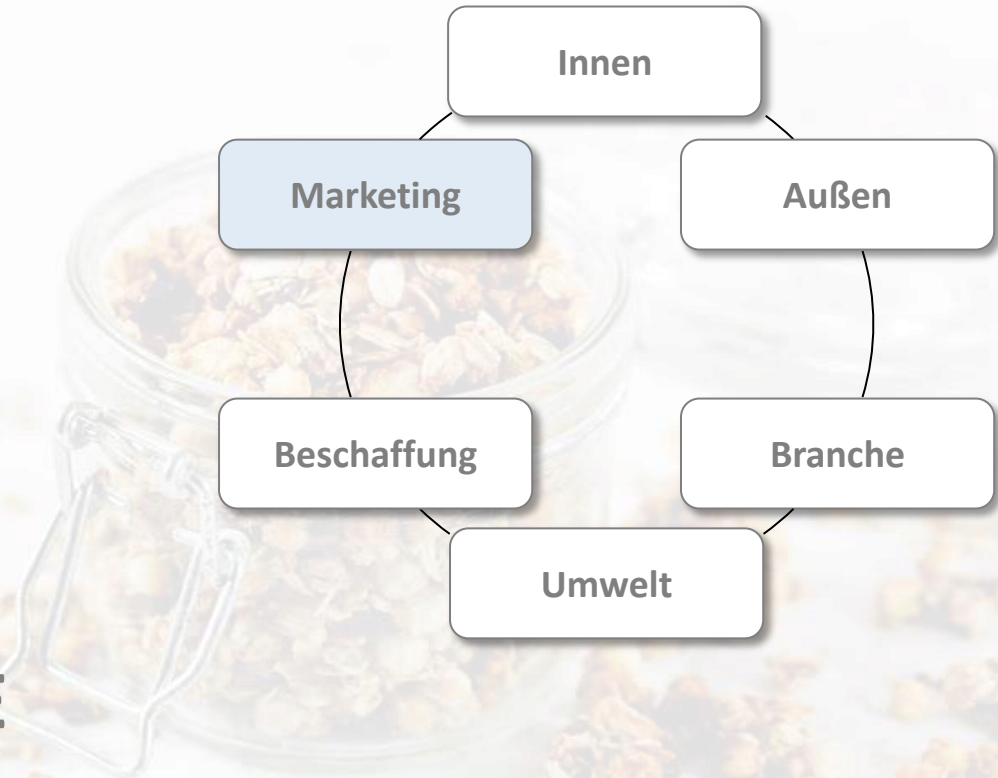 Innen
Marketing
Außen
Beschaffung
Branche
Umwelt